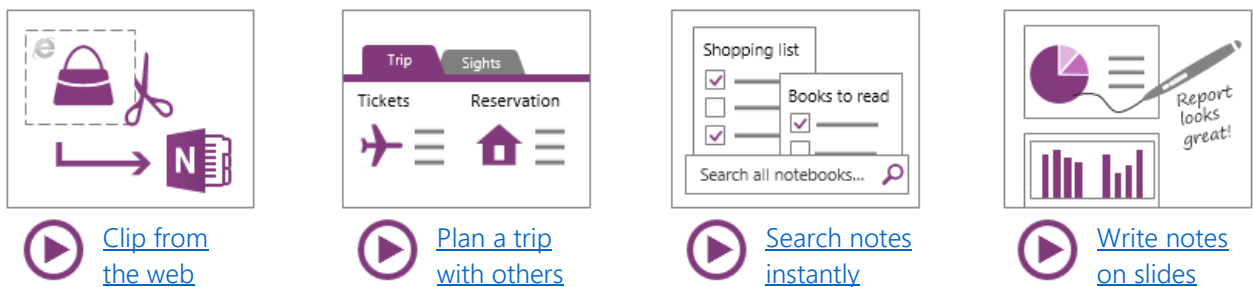 Trip
Sights
Tickets
Reservation
N
Shopping list
Books to read
Search all notebooks...
Report
looks
great!
Clip from
the web
Plan a trip
with others
Search notes
instantly
Write notes
on slides